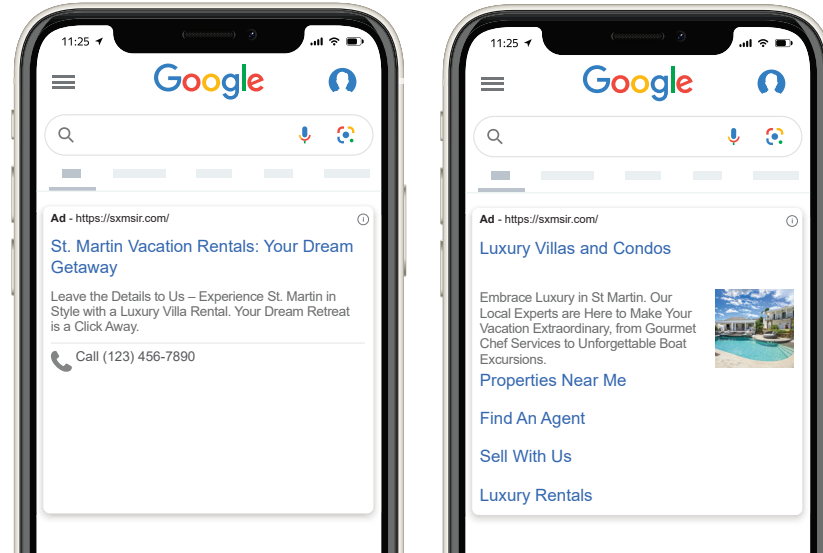 11:25
Google
Ad - https://sxmsir.com/
St. Martin Vacation Rentals: Your Dream
Getaway
Leave the Details to Us – Experience St. Martin in
Style with a Luxury Villa Rental. Your Dream Retreat
is a Click Away.
Call (123) 456-7890
11:25
Google
Ad - https://sxmsir.com/
Luxury Villas and Condos
Embrace Luxury in St Martin. Our
Local Experts are Here to Make Your
Vacation Extraordinary, from Gourmet
Chef Services to Unforgettable Boat
Excursions.
Properties Near Me
Find An Agent
Sell With Us
Luxury Rentals